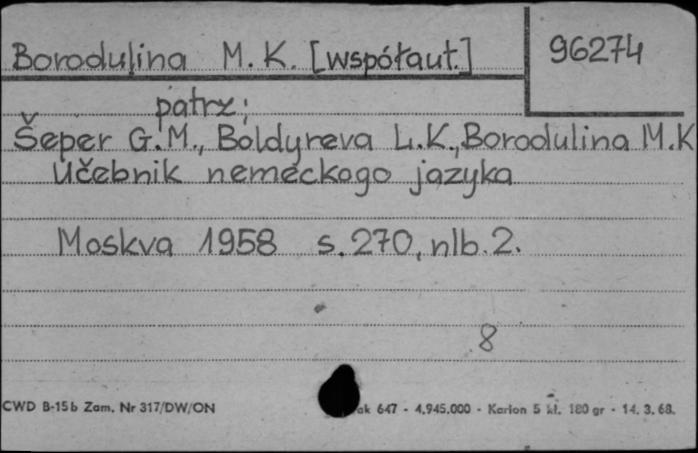 Borodulina M.K. [współaut.] 96274
patrz:
Šeper G.M., Boldyreva L.K., Borodulina M.K
Učebnik nemeckogo jazyka
Moskva 1958 s. 270, nlb. 2.
8
CWD B-15b Zam. Nr 317/DW/ON ak 647 - 4.945.000 - Karton 5 kl. 180 gr - 14. 3. 68.